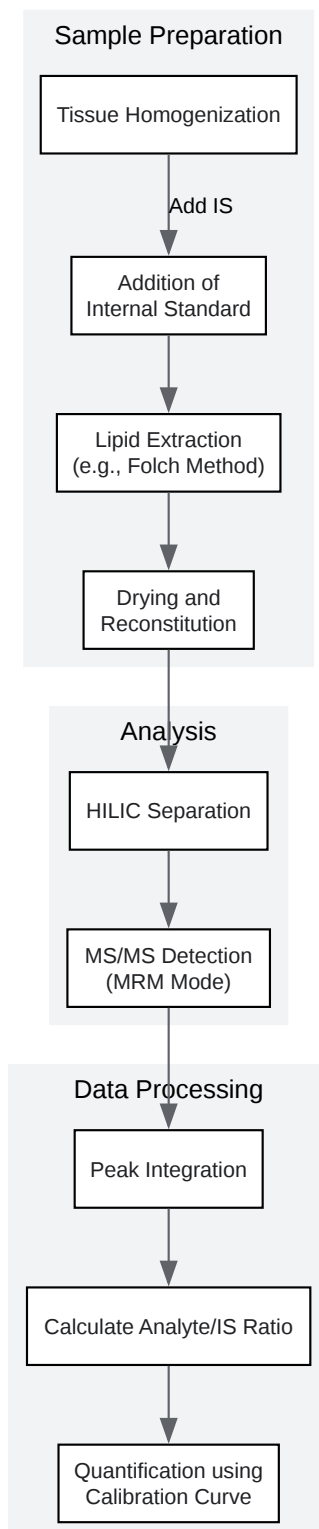 Sample Preparation
Tissue Homogenization
Add IS
Addition of
Internal Standard
Lipid Extraction
(e.g., Folch Method)
Drying and
Reconstitution
Analysis
HILIC Separation
MS/MS Detection
(MRM Mode)
Data Processing
Peak Integration
Calculate Analyte/IS Ratio
Quantification using
Calibration Curve